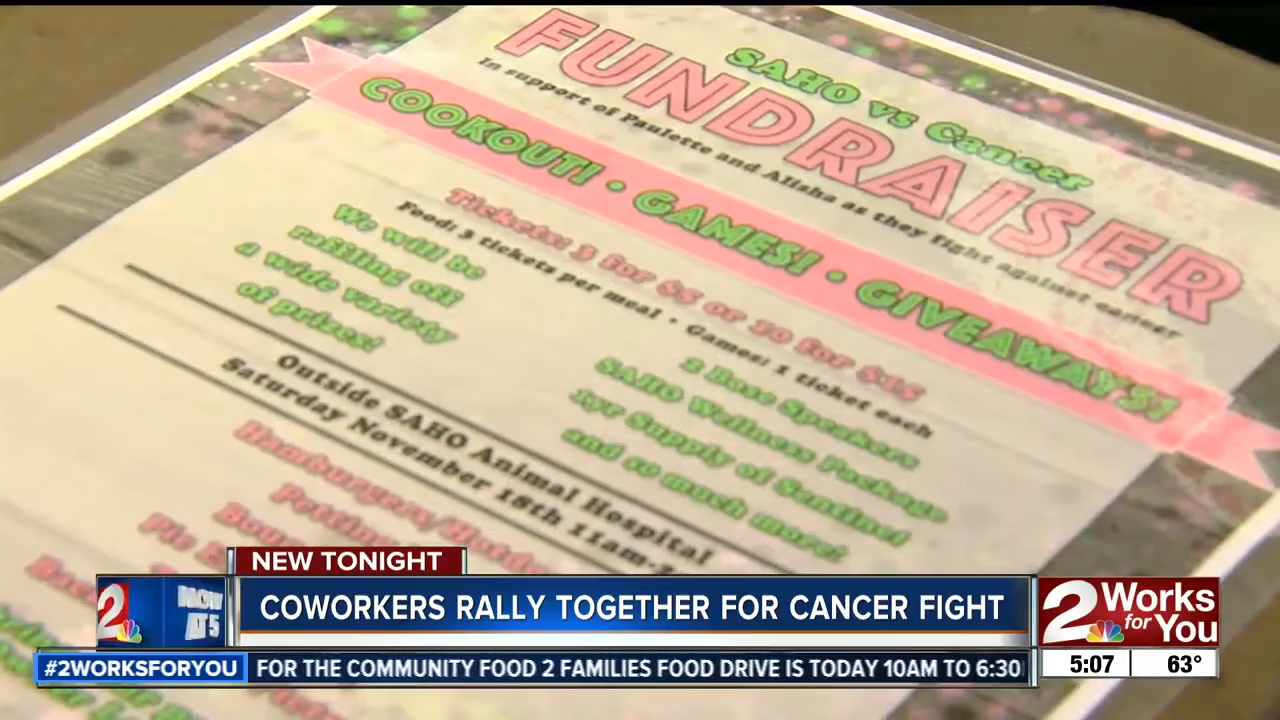 SAHO vs Cancer
FUNDRAISER
In support of Paulette and Alisha as they fight against cancer
COOKOUT! • GAMES! • GIVEAWAYS!
Tickets: 3 for $5 or 30 for $25
Food: 3 tickets per meal • Games: 1 ticket each
We will be
raffling off
a wide variety
of prizes!
2 Bose Speakers
SAHO Wellness Package
1yr Supply of Sentinel
and so much more!
Outside SAHO Animal Hospital
Saturday November 18th 11am-
NEW TONIGHT
2 NOW
AT 5
COWORKERS RALLY TOGETHER FOR CANCER FIGHT
2 Works
for You
#2WORKSFORYOU
FOR THE COMMUNITY FOOD 2 FAMILIES FOOD DRIVE IS TODAY 10AM TO 6:30
5:07
63°